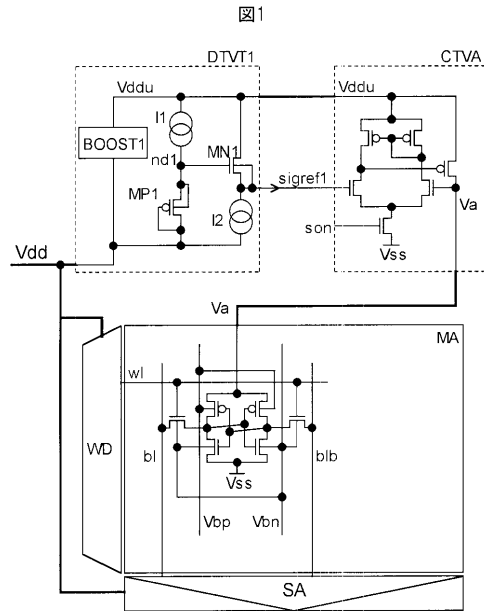 図1
DTVT1
CTVA
Vddu
Vddu
I1
BOOST1
nd1
MN1
sigref1
MP1
I2
Va
son
Vdd
Vss
Va
MA
wl
WD
bl
blb
Vss
Vbp
Vbn
SA